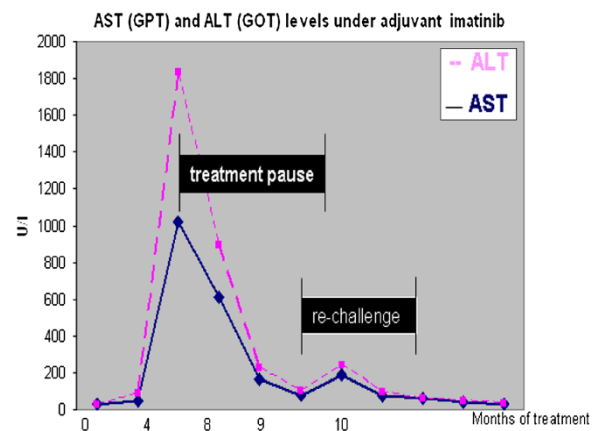 AST (GPT) and ALT (GOT) levels under adjuvant imatinib
2000
1800
1600
1400
1200
1000
800
600
400
200
0
U/l
-- ALT
— AST
treatment pause
re-challenge
0 4 8 9 10
Months of treatment